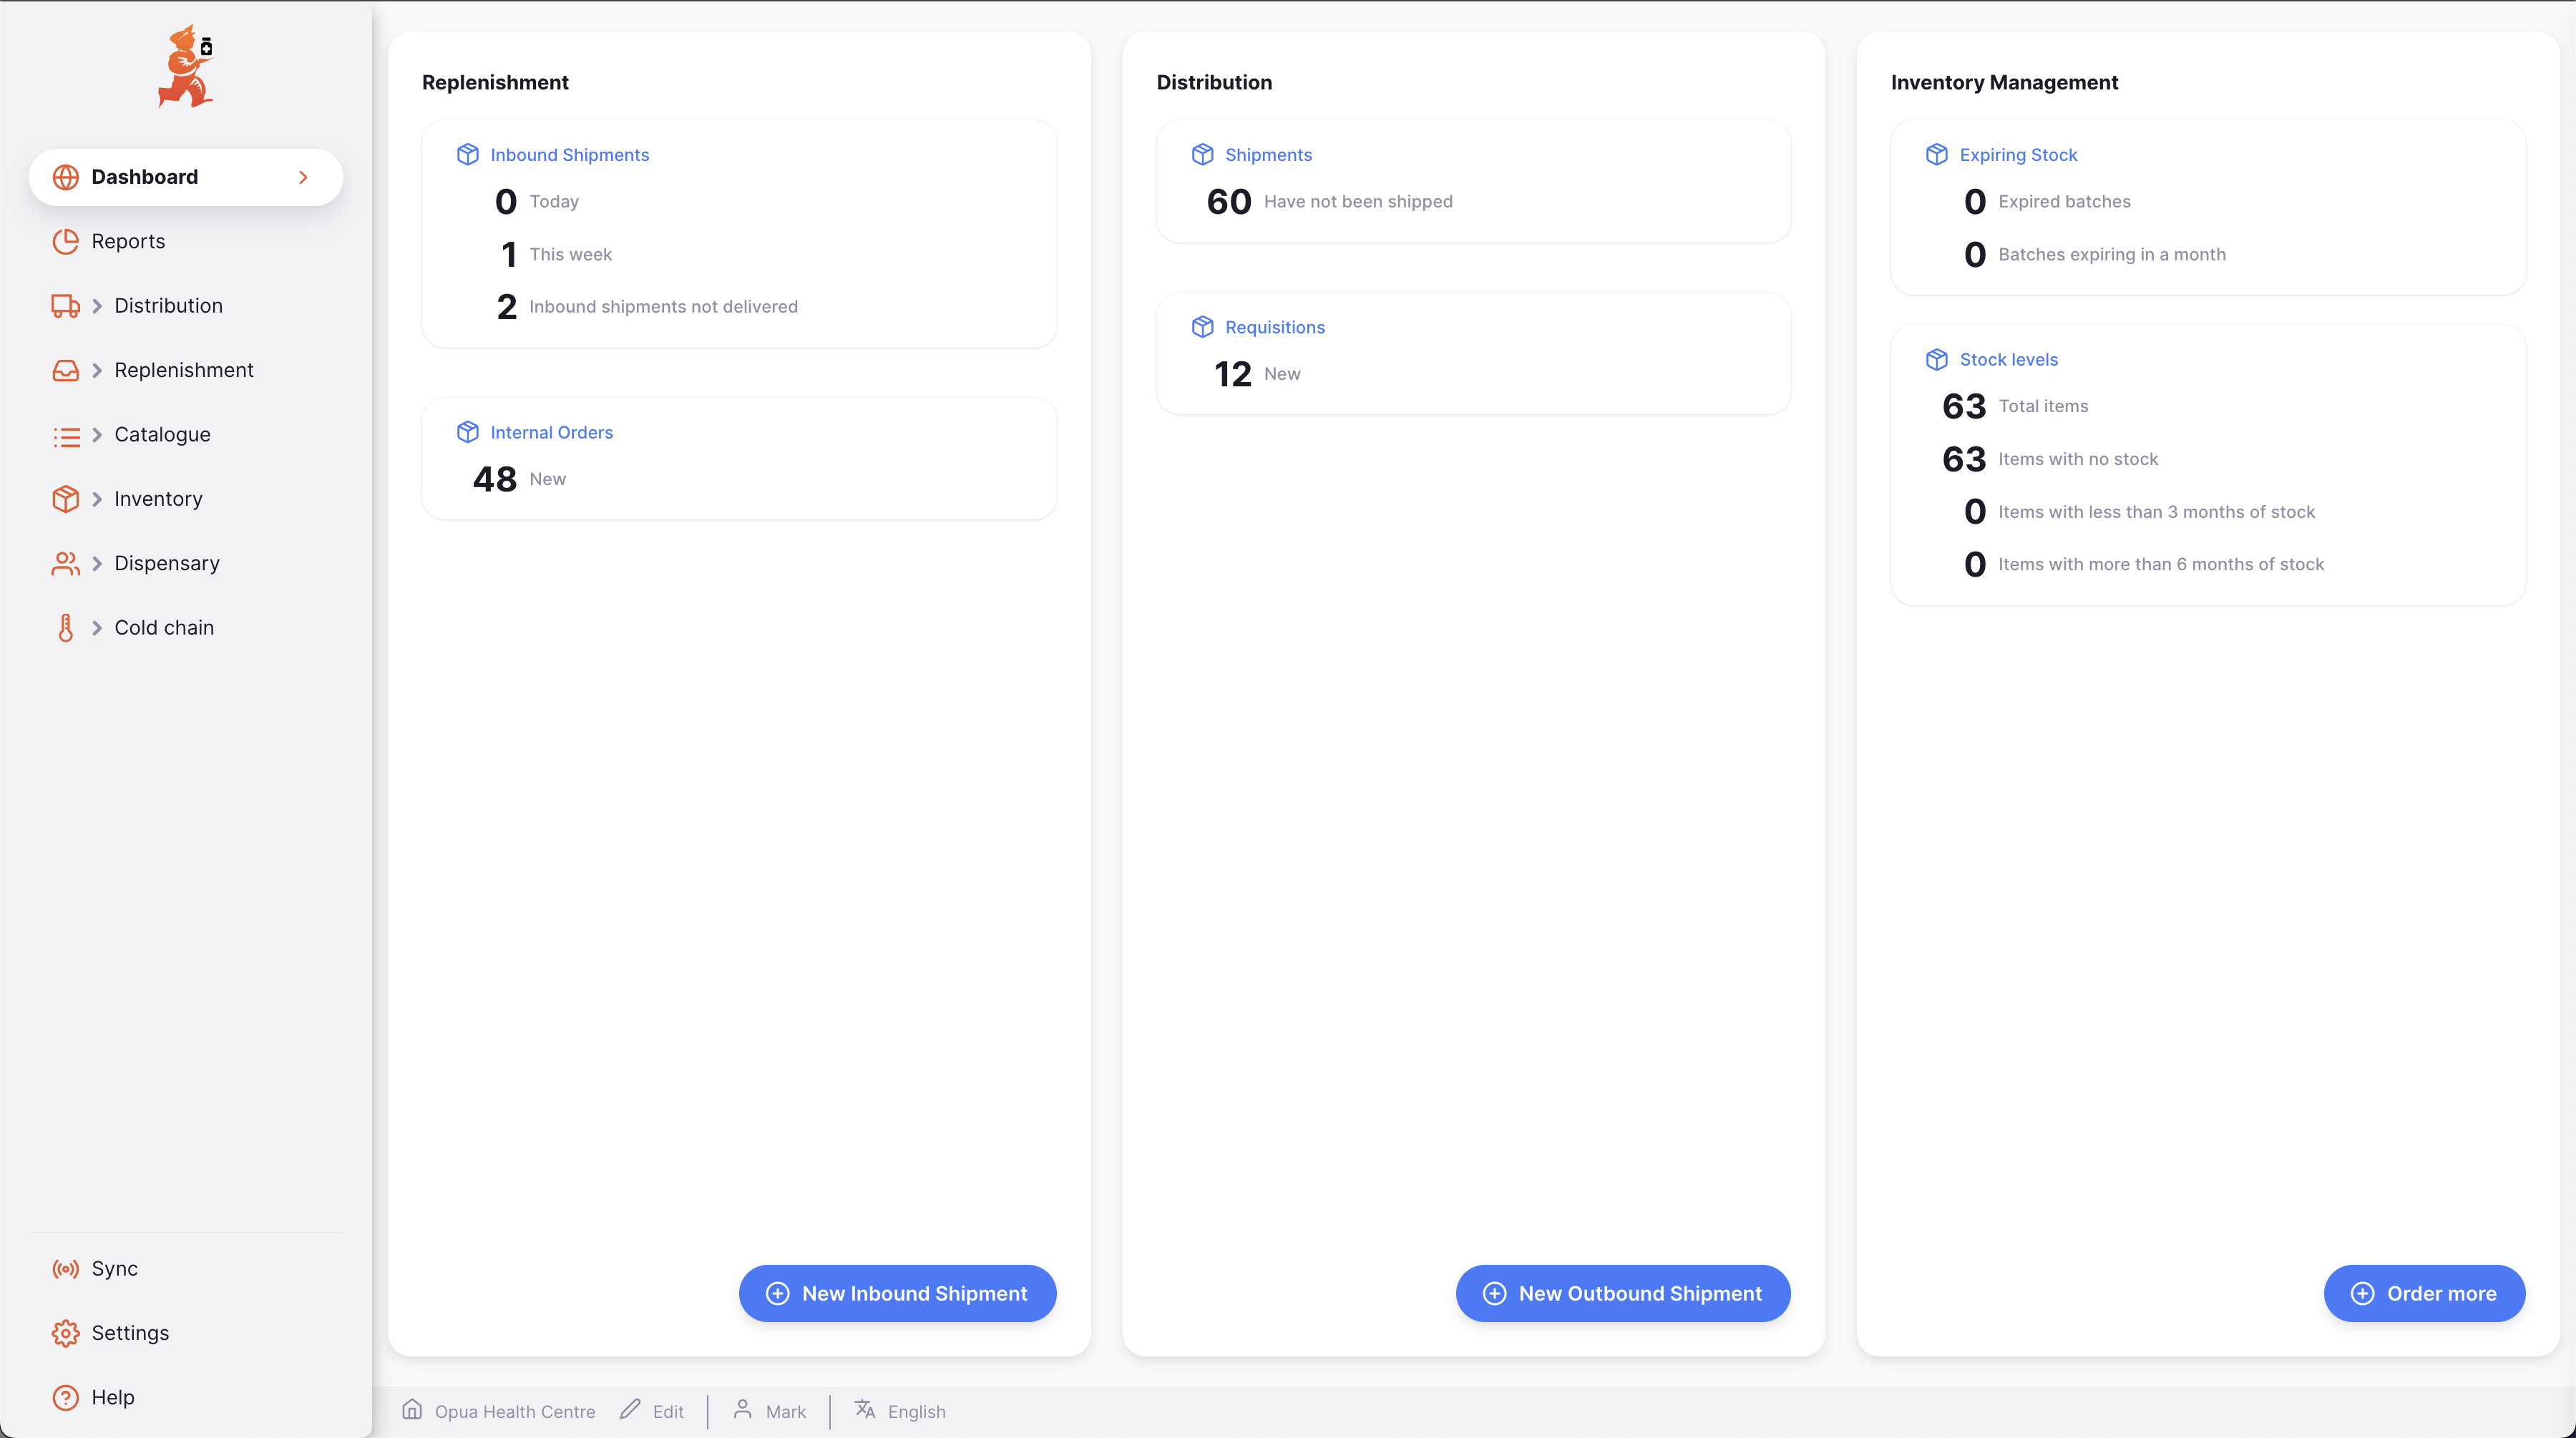 Dashboard
Reports
Distribution
Replenishment
Catalogue
Inventory
Dispensary
Cold chain
Sync
Settings
Help
Replenishment
Inbound Shipments
0 Today
1 This week
2 Inbound shipments not delivered
Internal Orders
48 New
New Inbound Shipment
Distribution
Shipments
60 Have not been shipped
Requisitions
12 New
New Outbound Shipment
Inventory Management
Expiring Stock
0 Expired batches
0 Batches expiring in a month
Stock levels
63 Total items
63 Items with no stock
0 Items with less than 3 months of stock
0 Items with more than 6 months of stock
Order more
Opua Health Centre Edit Mark English